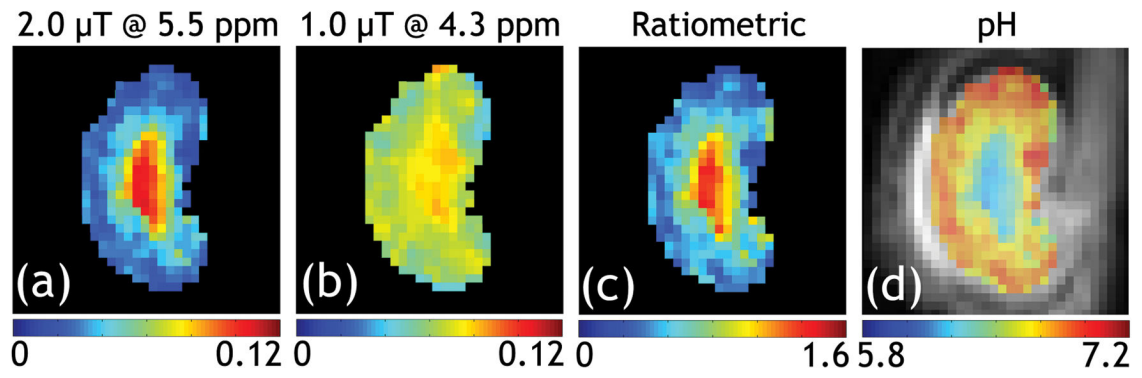 2.0 μT @ 5.5 ppm 1.0 μT @ 4.3 ppm Ratiometric pH
(a) (b) (c) (d)
0 0.12 0 0.12 0 1.6 5.8 7.2